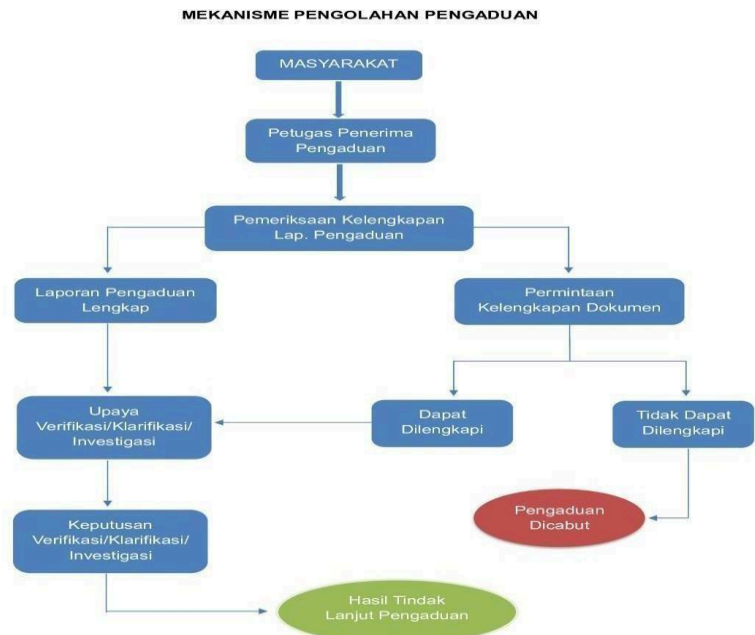 MEKANISME PENGOLAHAN PENGADUAN
MASYARAKAT
Petugas Penerima
Pengaduan
Pemeriksaan Kelengkapan
Lap. Pengaduan
Laporan Pengaduan
Lengkap
Permintaan
Kelengkapan Dokumen
Upaya
Verifikasi/Klarifikasi/
Investigasi
Dapat
Dilengkapi
Tidak Dapat
Dilengkapi
Keputusan
Verifikasi/Klarifikasi/
Investigasi
Pengaduan
Dicabut
Hasil Tindak
Lanjut Pengaduan